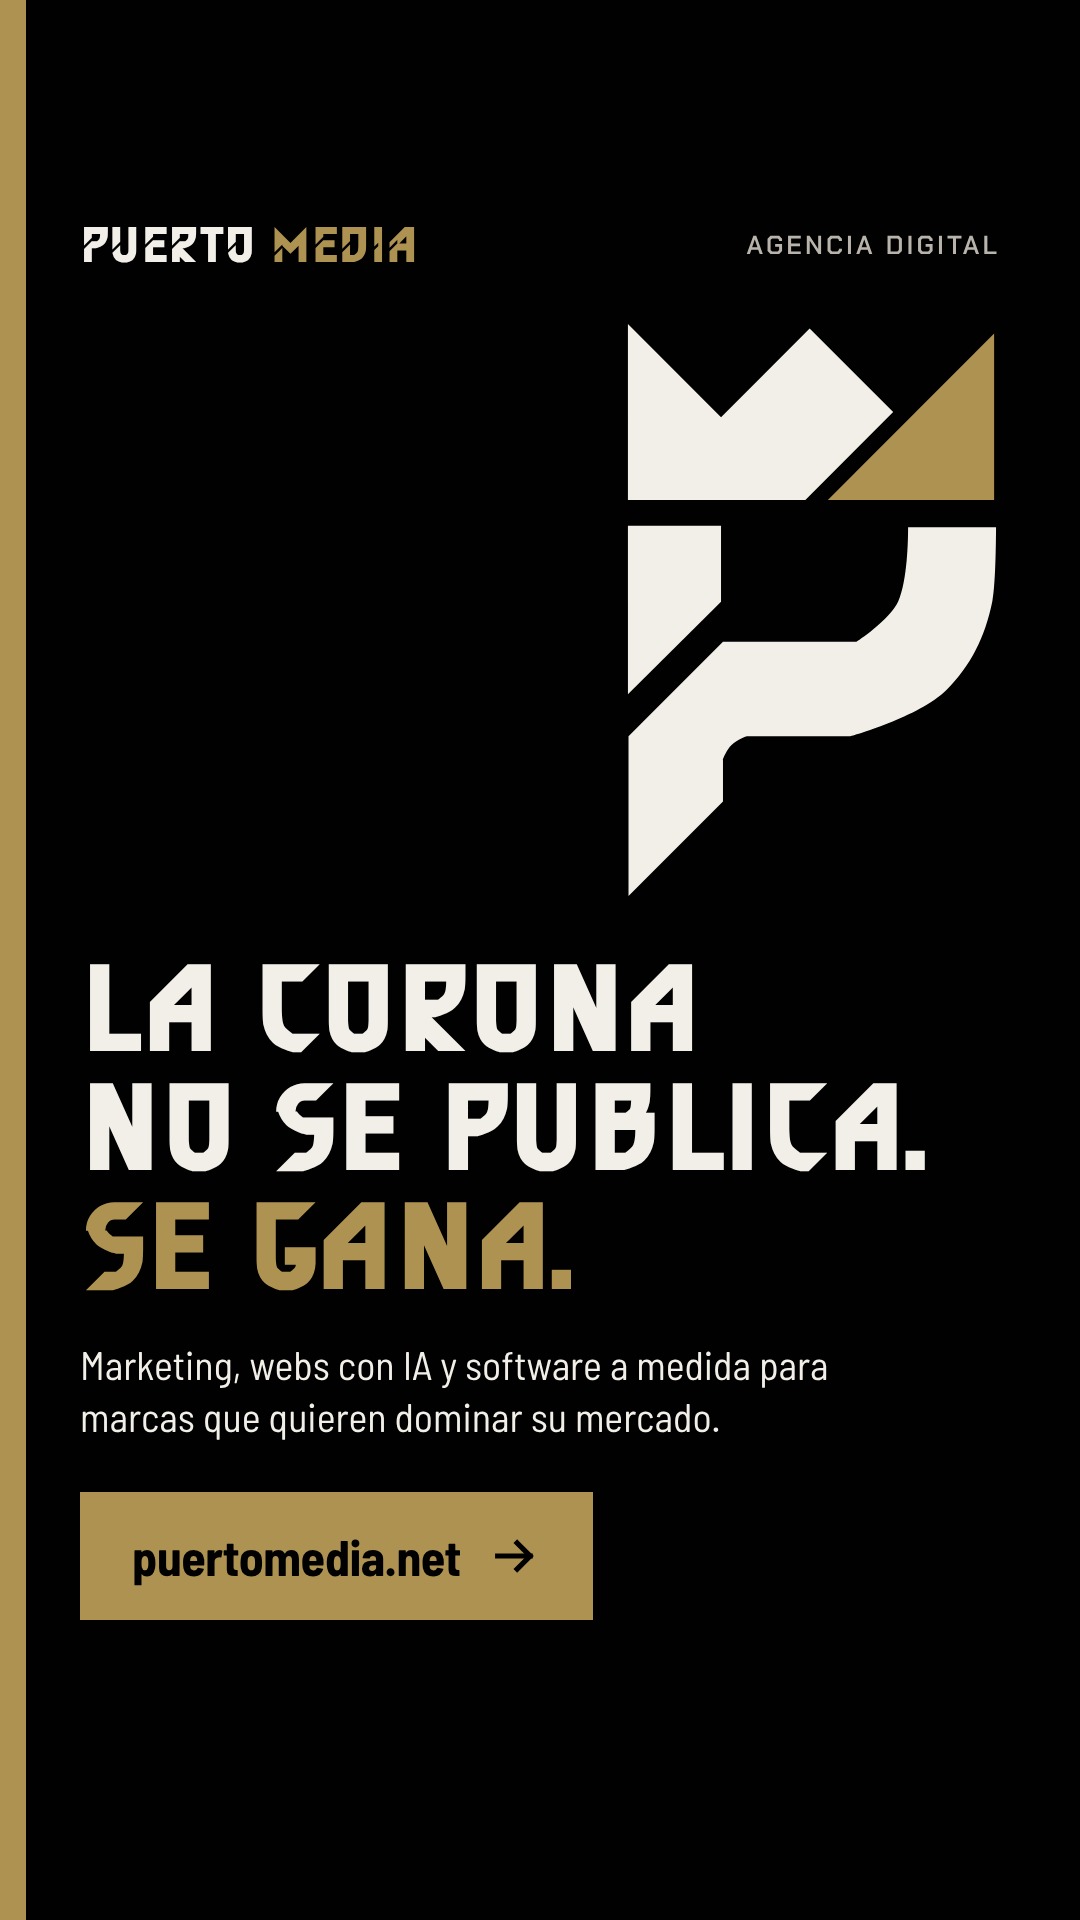 PUERTO MEDIA
AGENCIA DIGITAL
LA CORONA
NO SE PUBLICA.
SE GANA.
Marketing, webs con IA y software a medida para
marcas que quieren dominar su mercado.
puertomedia.net →